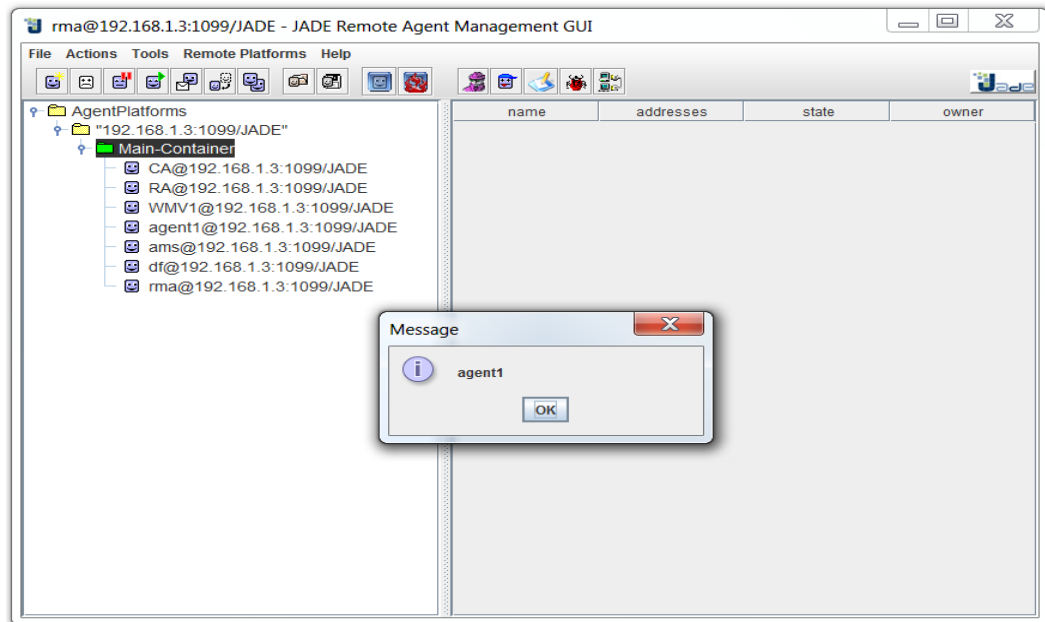 rma@192.168.1.3:1099/JADE - JADE Remote Agent Management GUI
File Actions Tools Remote Platforms Help
Jade
AgentPlatforms
"192.168.1.3:1099/JADE"
Main-Container
CA@192.168.1.3:1099/JADE
RA@192.168.1.3:1099/JADE
WMV1@192.168.1.3:1099/JADE
agent1@192.168.1.3:1099/JADE
ams@192.168.1.3:1099/JADE
df@192.168.1.3:1099/JADE
rma@192.168.1.3:1099/JADE
name addresses state owner
Message
agent1
OK